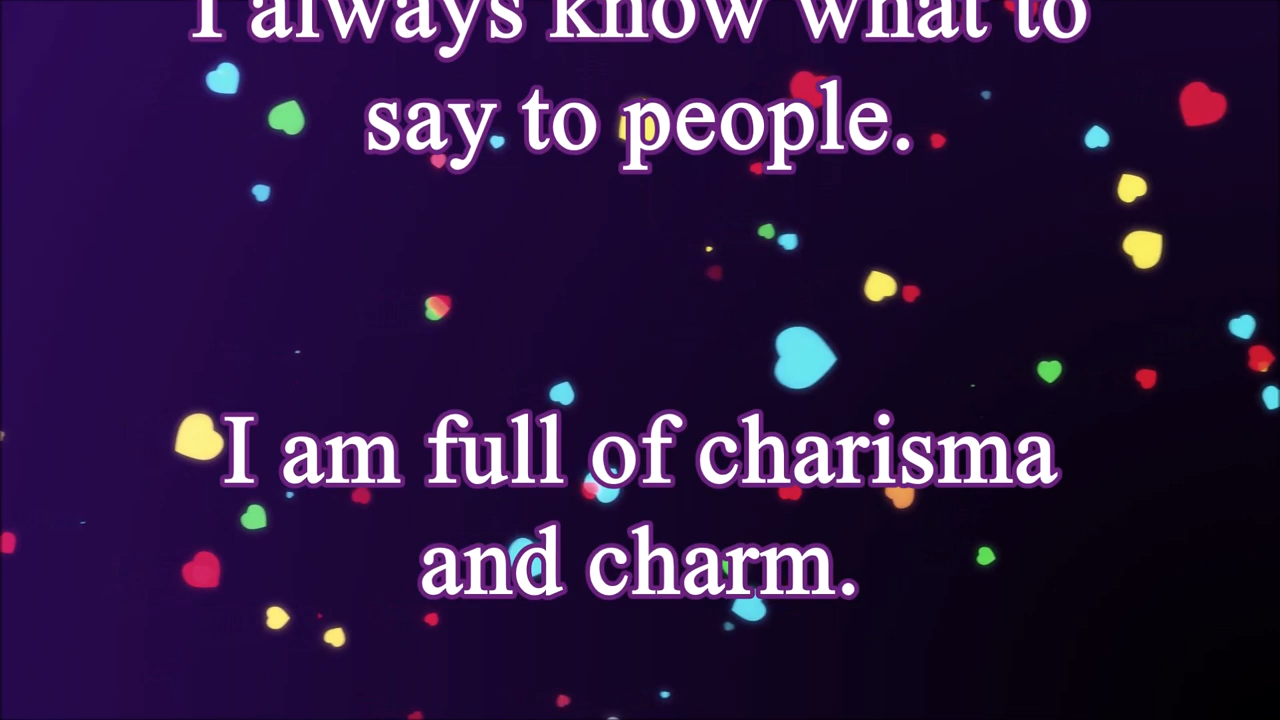 I always know what to
say to people.
I am full of charisma
and charm.